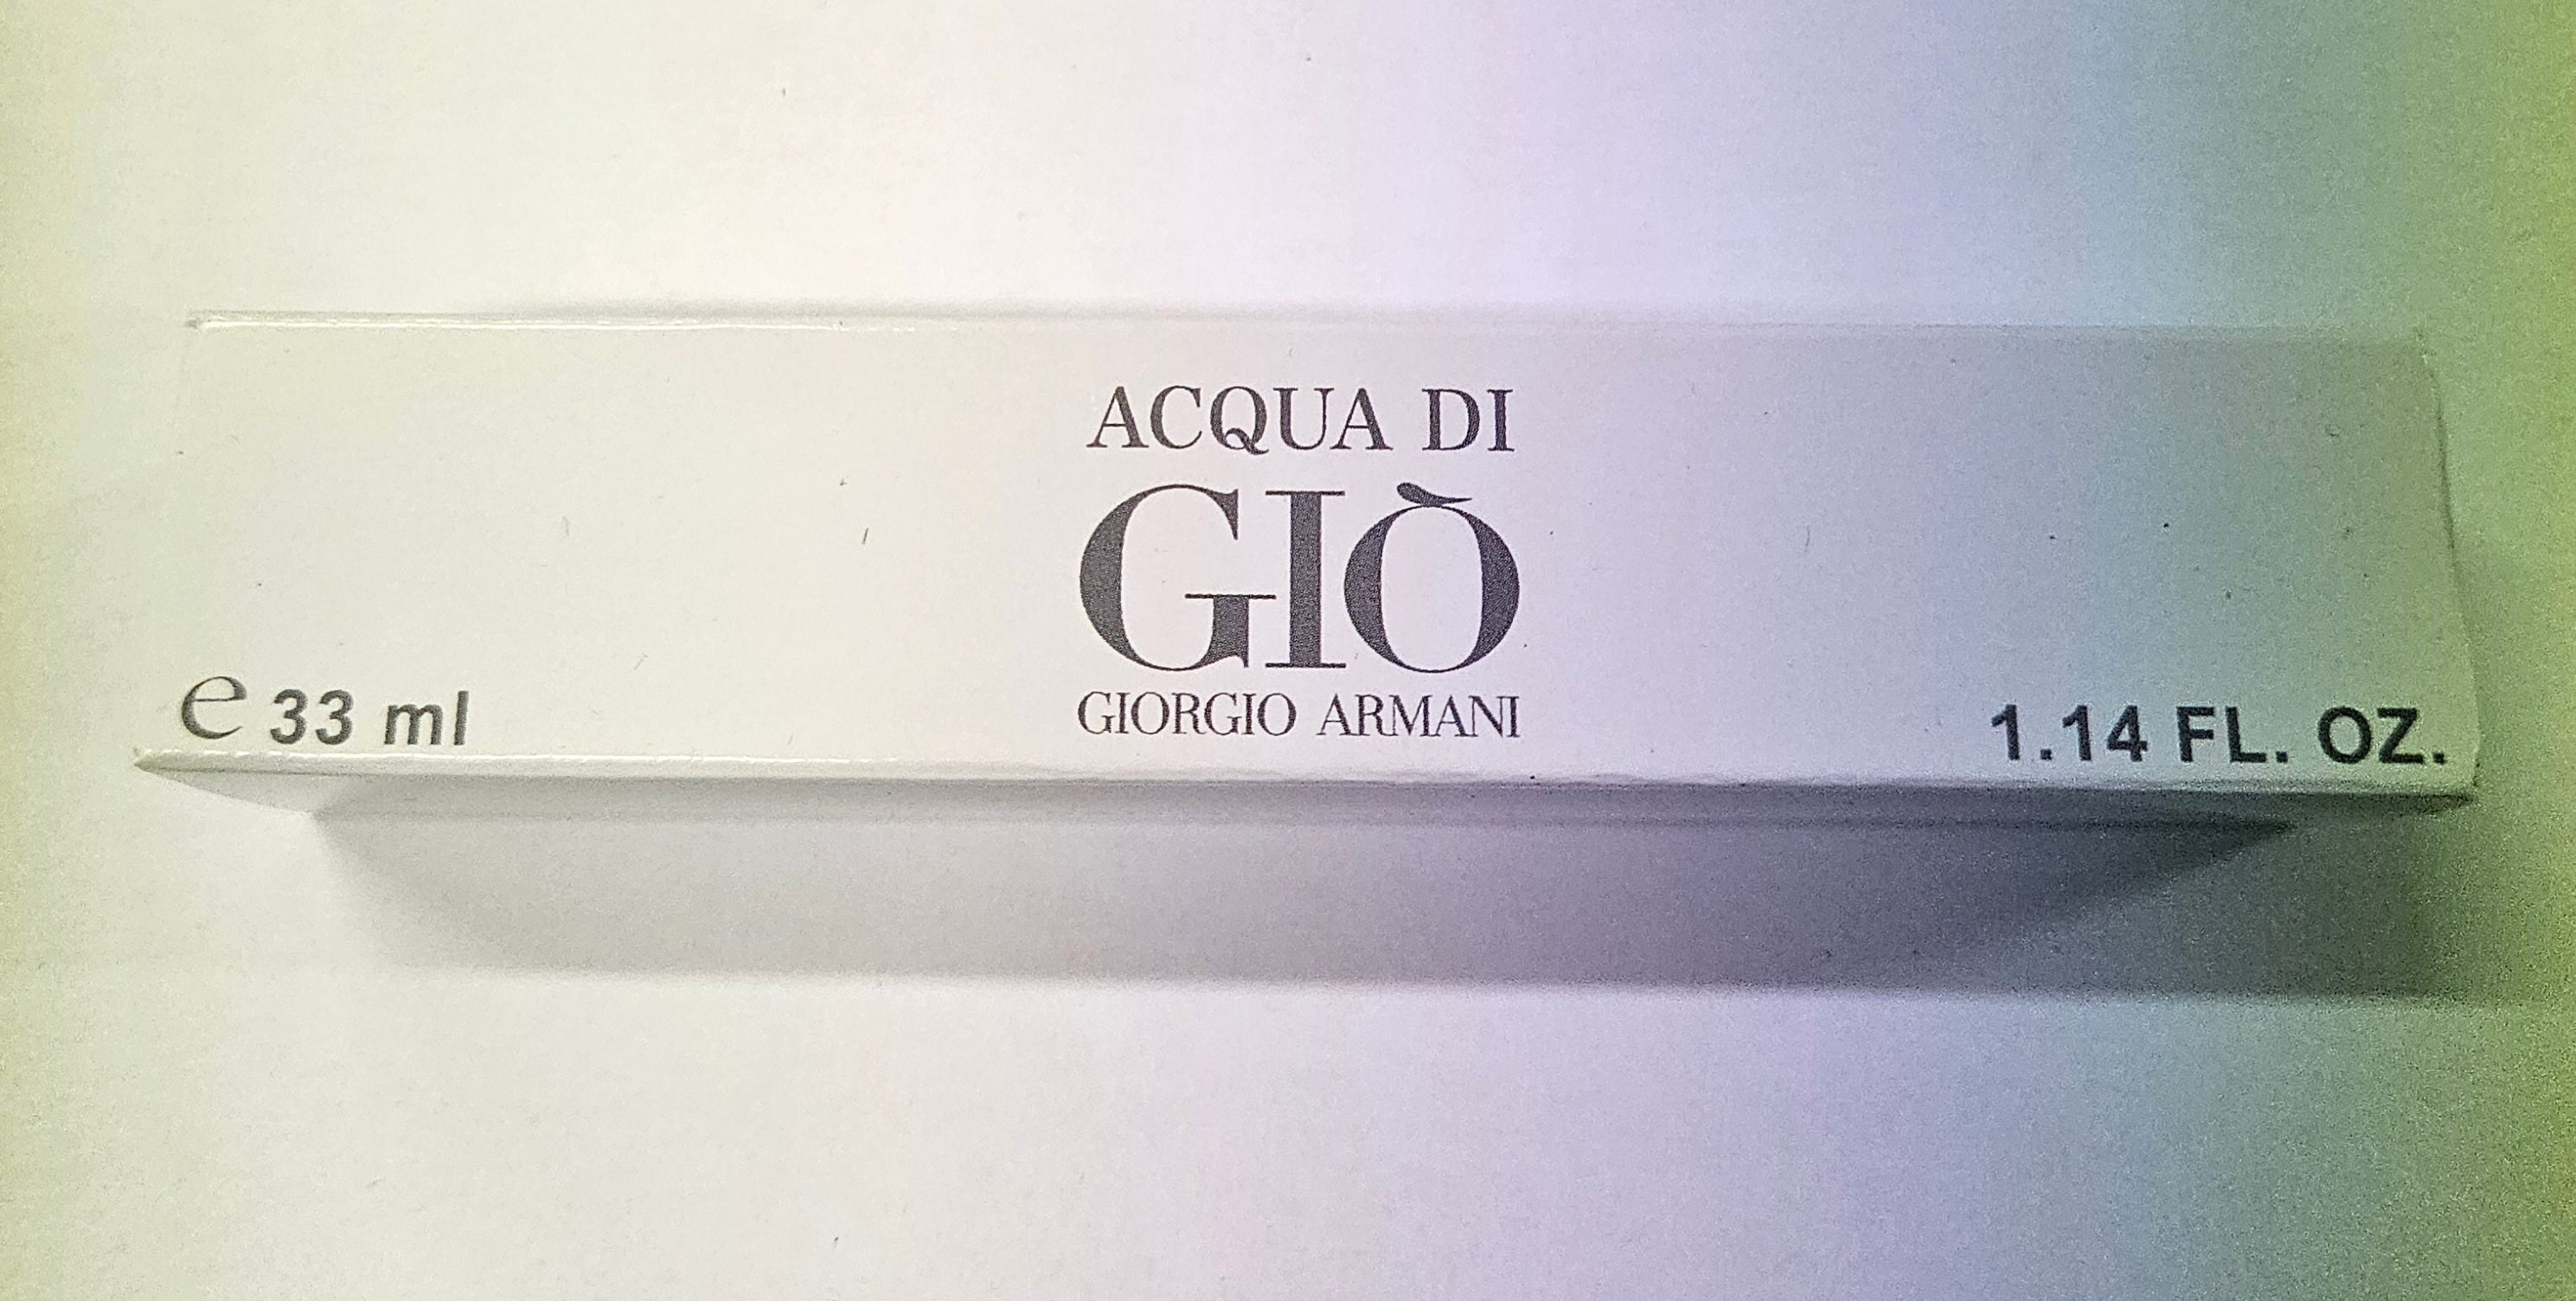 ACQUA DI
GIÒ
GIORGIO ARMANI
e 33 ml
1.14 FL. OZ.